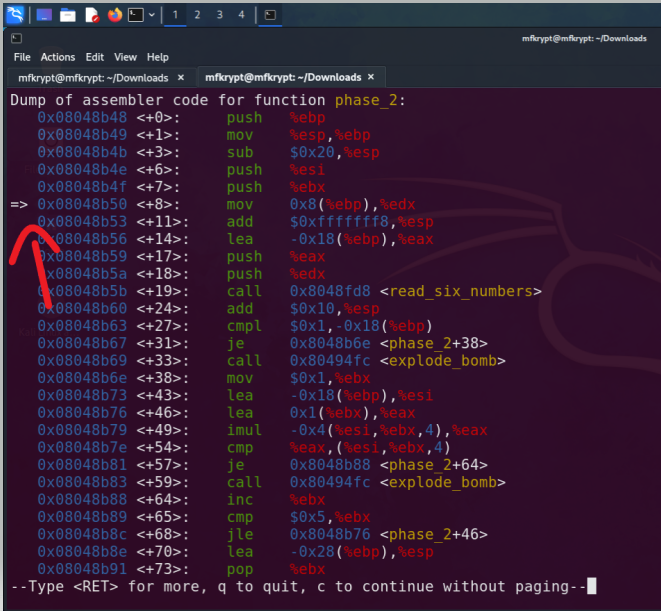 1 2 3 4
mfkrypt@mfkrypt: ~/Downloads
File Actions Edit View Help
mfkrypt@mfkrypt: ~/Downloads × mfkrypt@mfkrypt: ~/Downloads ×
Dump of assembler code for function phase_2:
0x08048b48 <+0>: push %ebp
0x08048b49 <+1>: mov %esp,%ebp
0x08048b4b <+3>: sub $0x20,%esp
0x08048b4e <+6>: push %esi
0x08048b4f <+7>: push %ebx
=> 0x08048b50 <+8>: mov 0x8(%ebp),%edx
0x08048b53 <+11>: add $0xfffffff8,%esp
0x08048b56 <+14>: lea -0x18(%ebp),%eax
0x08048b59 <+17>: push %eax
0x08048b5a <+18>: push %edx
0x08048b5b <+19>: call 0x8048fd8 <read_six_numbers>
0x08048b60 <+24>: add $0x10,%esp
0x08048b63 <+27>: cmpl $0x1,-0x18(%ebp)
0x08048b67 <+31>: je 0x8048b6e <phase_2+38>
0x08048b69 <+33>: call 0x80494fc <explode_bomb>
0x08048b6e <+38>: mov $0x1,%ebx
0x08048b73 <+43>: lea -0x18(%ebp),%esi
0x08048b76 <+46>: lea 0x1(%ebx),%eax
0x08048b79 <+49>: imul -0x4(%esi,%ebx,4),%eax
0x08048b7e <+54>: cmp %eax,(%esi,%ebx,4)
0x08048b81 <+57>: je 0x8048b88 <phase_2+64>
0x08048b83 <+59>: call 0x80494fc <explode_bomb>
0x08048b88 <+64>: inc %ebx
0x08048b89 <+65>: cmp $0x5,%ebx
0x08048b8c <+68>: jle 0x8048b76 <phase_2+46>
0x08048b8e <+70>: lea -0x28(%ebp),%esp
0x08048b91 <+73>: pop %ebx
--Type <RET> for more, q to quit, c to continue without paging--